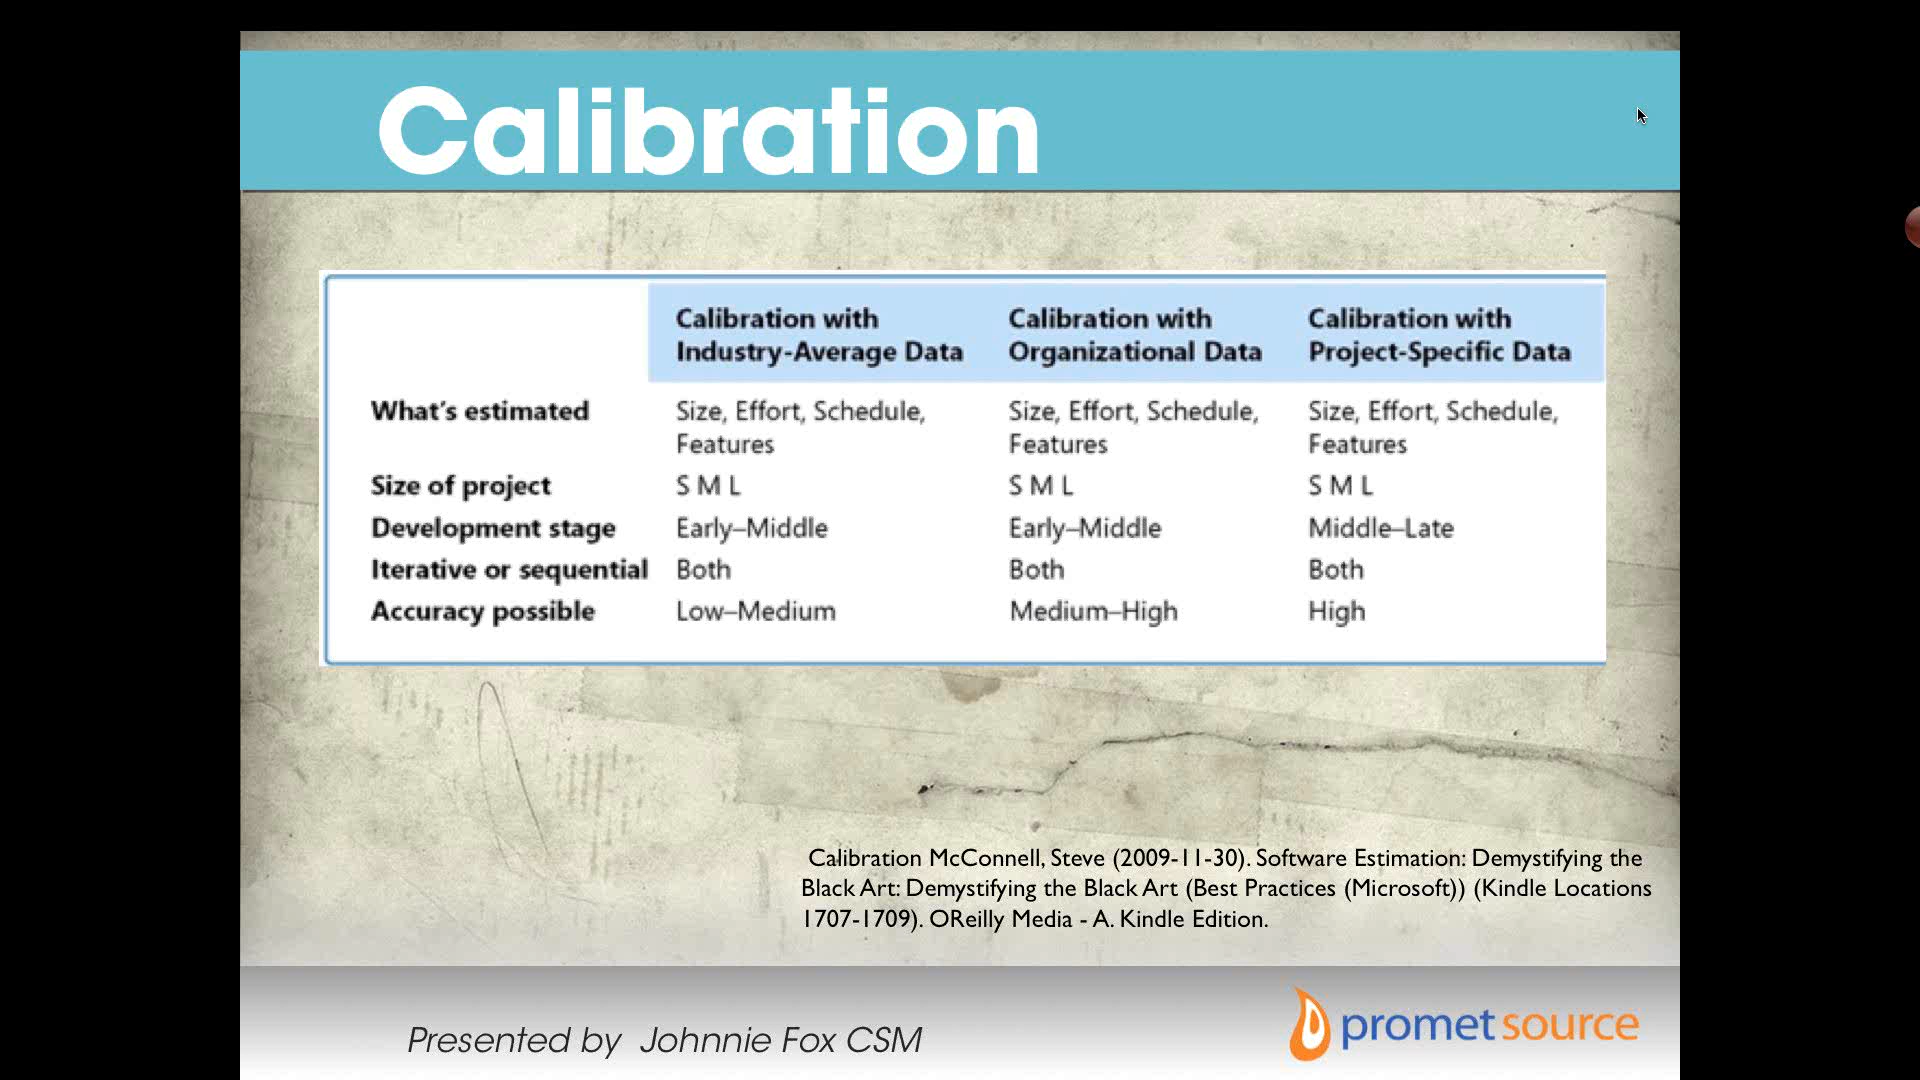 Calibration
Calibration with Calibration with Calibration with
Industry-Average Data Organizational Data Project-Specific Data
What's estimated Size, Effort, Schedule, Size, Effort, Schedule, Size, Effort, Schedule,
Features Features Features
Size of project S M L S M L S M L
Development stage Early–Middle Early–Middle Middle–Late
Iterative or sequential Both Both Both
Accuracy possible Low–Medium Medium–High High
Calibration McConnell, Steve (2009-11-30). Software Estimation: Demystifying the
Black Art: Demystifying the Black Art (Best Practices (Microsoft)) (Kindle Locations
1707-1709). OReilly Media - A. Kindle Edition.
Presented by Johnnie Fox CSM
promet source